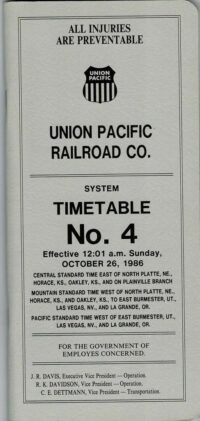 ALL INJURIES
ARE PREVENTABLE
UNION
PACIFIC
UNION PACIFIC
RAILROAD CO.
SYSTEM
TIMETABLE
No. 4
Effective 12:01 a.m. Sunday,
OCTOBER 26, 1986
CENTRAL STANDARD TIME EAST OF NORTH PLATTE, NE.,
HORACE, KS., OAKLEY, KS., AND ON PLAINVILLE BRANCH
MOUNTAIN STANDARD TIME WEST OF NORTH PLATTE, NE.,
HORACE, KS., AND OAKLEY, KS., TO EAST BURMESTER, UT.,
LAS VEGAS, NV., AND LA GRANDE, OR.
PACIFIC STANDARD TIME WEST OF EAST BURMESTER, UT.,
LAS VEGAS, NV., AND LA GRANDE, OR.
FOR THE GOVERNMENT OF
EMPLOYES CONCERNED.
J. R. DAVIS, Executive Vice President — Operation.
R. K. DAVIDSON, Vice President — Operation.
C. E. DETTMANN, Vice President — Transportation.